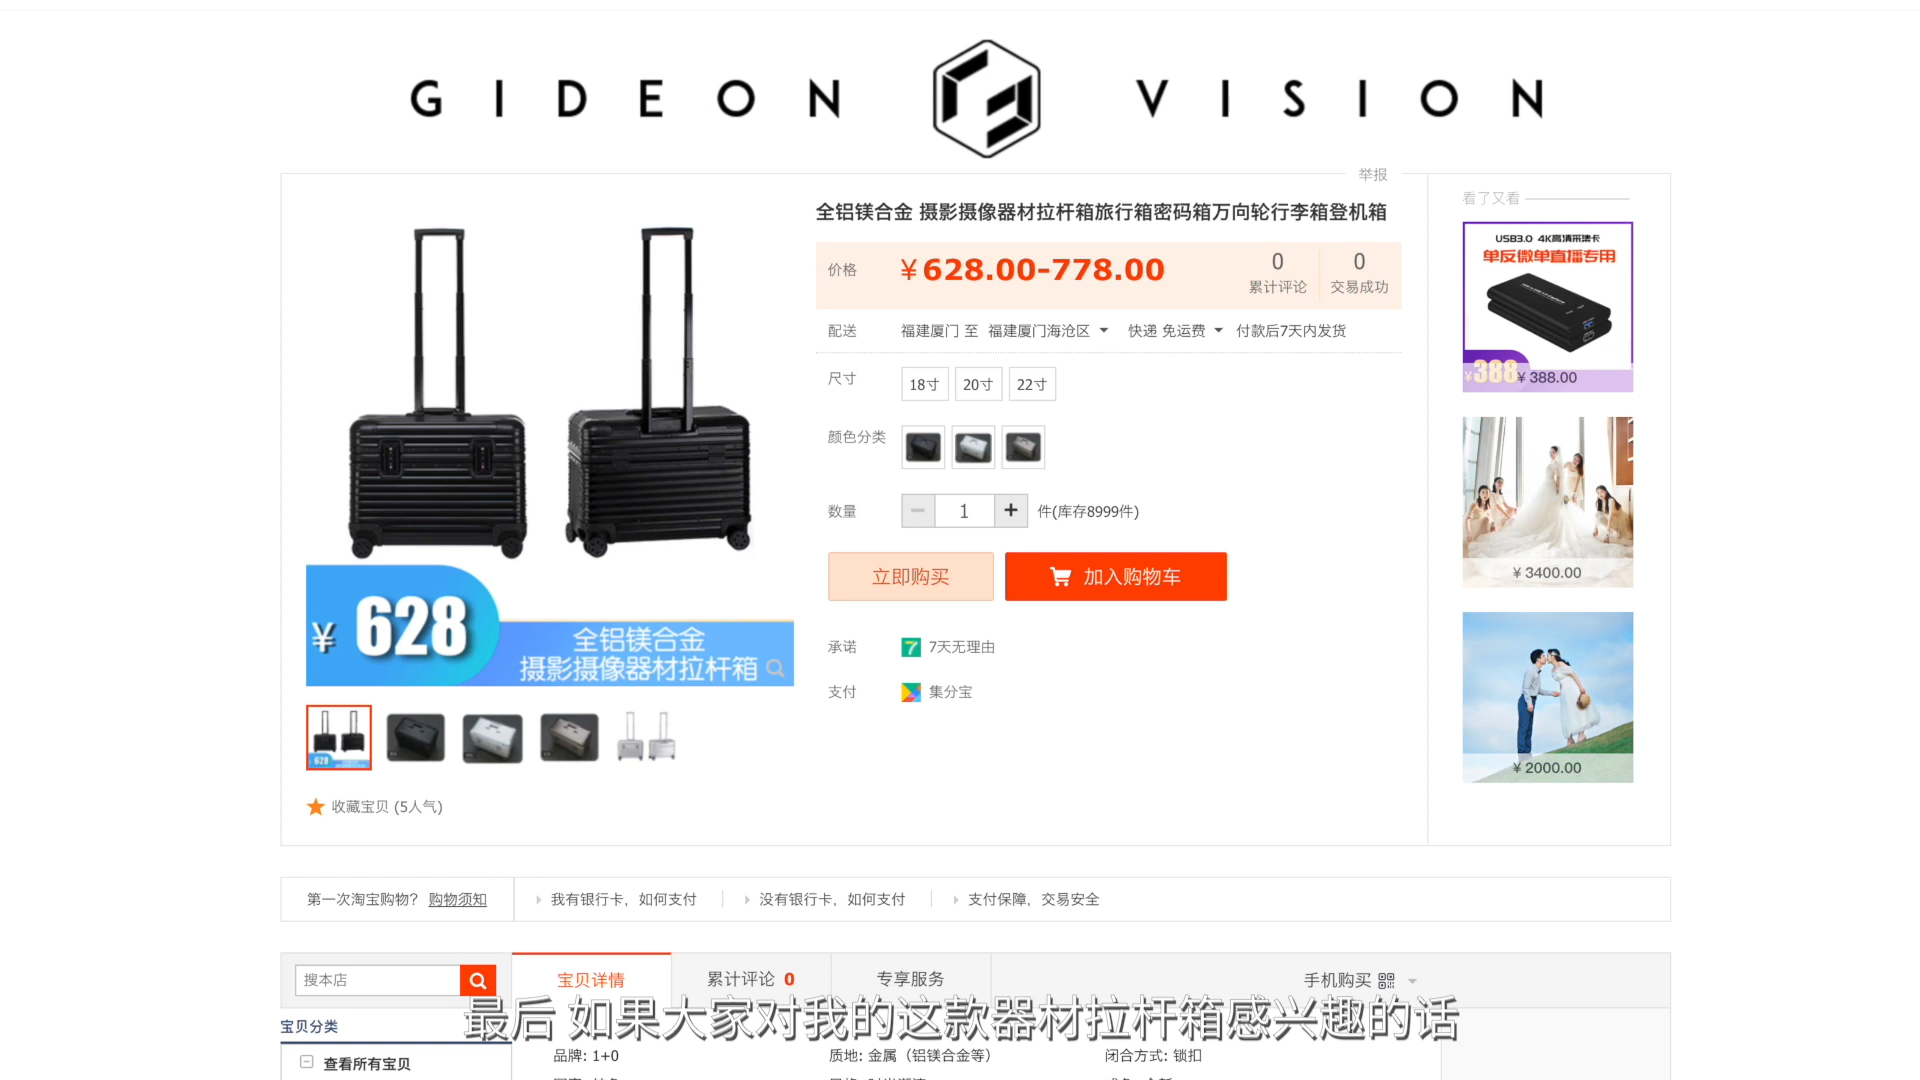 GIDEON VISION
举报
全铝镁合金 摄影摄像器材拉杆箱旅行箱密码箱万向轮行李箱登机箱
价格
¥628.00-778.00
0
累计评论
0
交易成功
配送
福建厦门 至 福建厦门海沧区
快递 免运费
付款后7天内发货
尺寸
18寸
20寸
22寸
颜色分类
数量
1
件(库存8999件)
立即购买
加入购物车
承诺
7天无理由
支付
集分宝
¥ 628
全铝镁合金
摄影摄像器材拉杆箱
628
收藏宝贝 (5人气)
看了又看
USB3.0 4K高清采集卡
单反微单直播专用
¥388
¥ 388.00
¥ 3400.00
¥ 2000.00
第一次淘宝购物? 购物须知
我有银行卡，如何支付
没有银行卡，如何支付
支付保障，交易安全
搜本店
宝贝详情
累计评论 0
专享服务
手机购买
最后 如果大家对我的这款器材拉杆箱感兴趣的话
宝贝分类
查看所有宝贝
品牌: 1+0
质地: 金属（铝镁合金等）
闭合方式: 锁扣